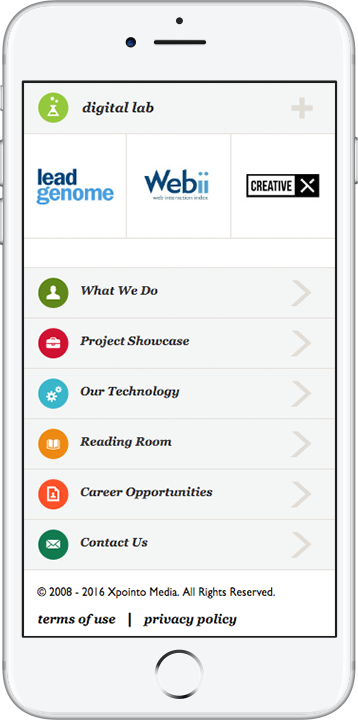 digital lab
lead
genome
Webii
web interaction index
CREATIVE X
What We Do
Project Showcase
Our Technology
Reading Room
Career Opportunities
Contact Us
© 2008 - 2016 Xpointo Media. All Rights Reserved.
terms of use | privacy policy